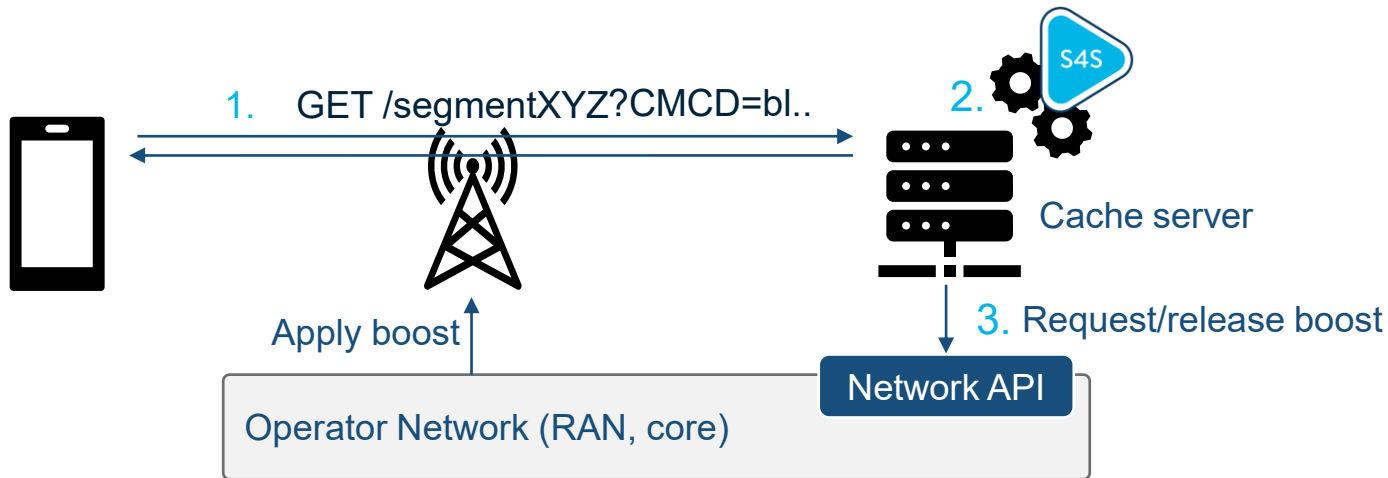 S4S
1. GET /segmentXYZ?CMCD=bl..
2.
Cache server
3. Request/release boost
Apply boost
Network API
Operator Network (RAN, core)